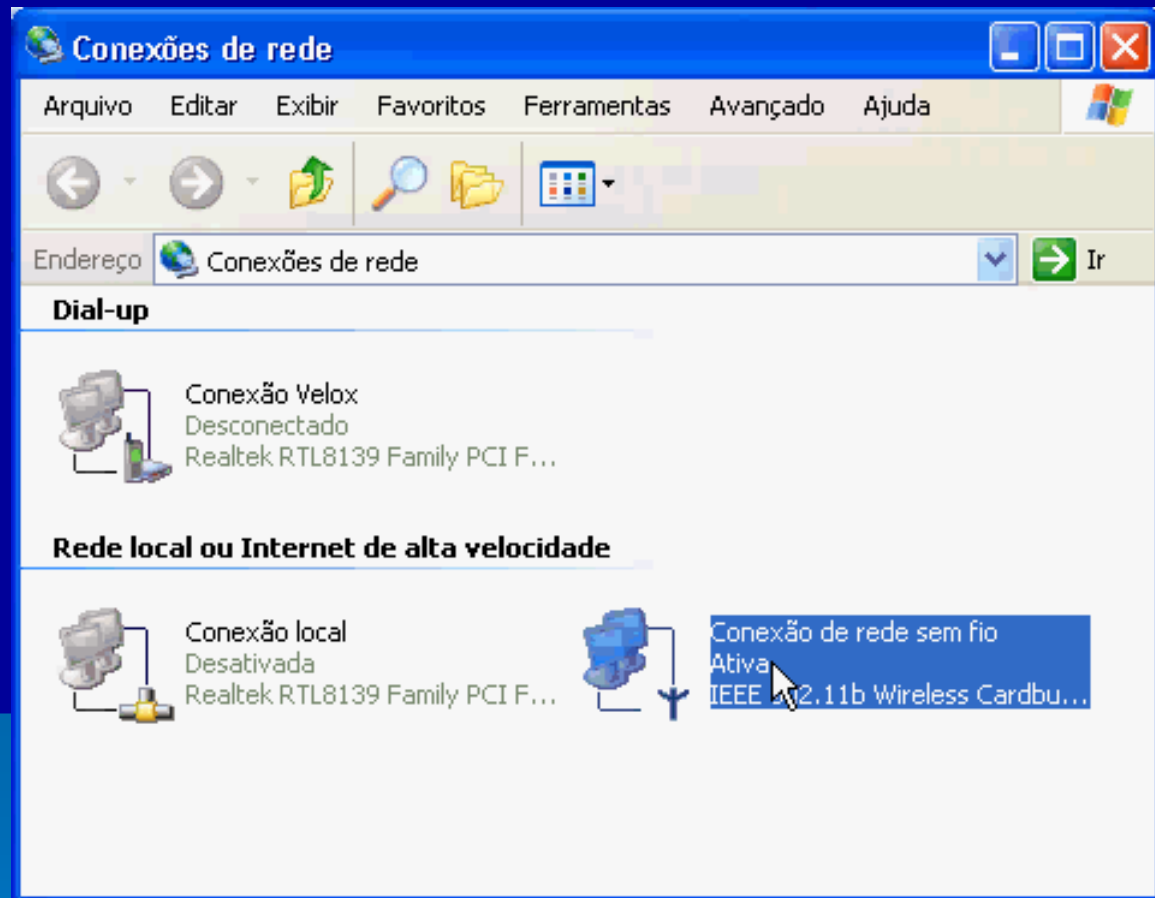 Conexões de rede
Arquivo Editar Exibir Favoritos Ferramentas Avançado Ajuda
Endereço Conexões de rede Ir
Dial-up
Conexão Velox
Desconectado
Realtek RTL8139 Family PCI F...
Rede local ou Internet de alta velocidade
Conexão local
Desativada
Realtek RTL8139 Family PCI F...
Conexão de rede sem fio
Ativa
IEEE 802.11b Wireless Cardbu...